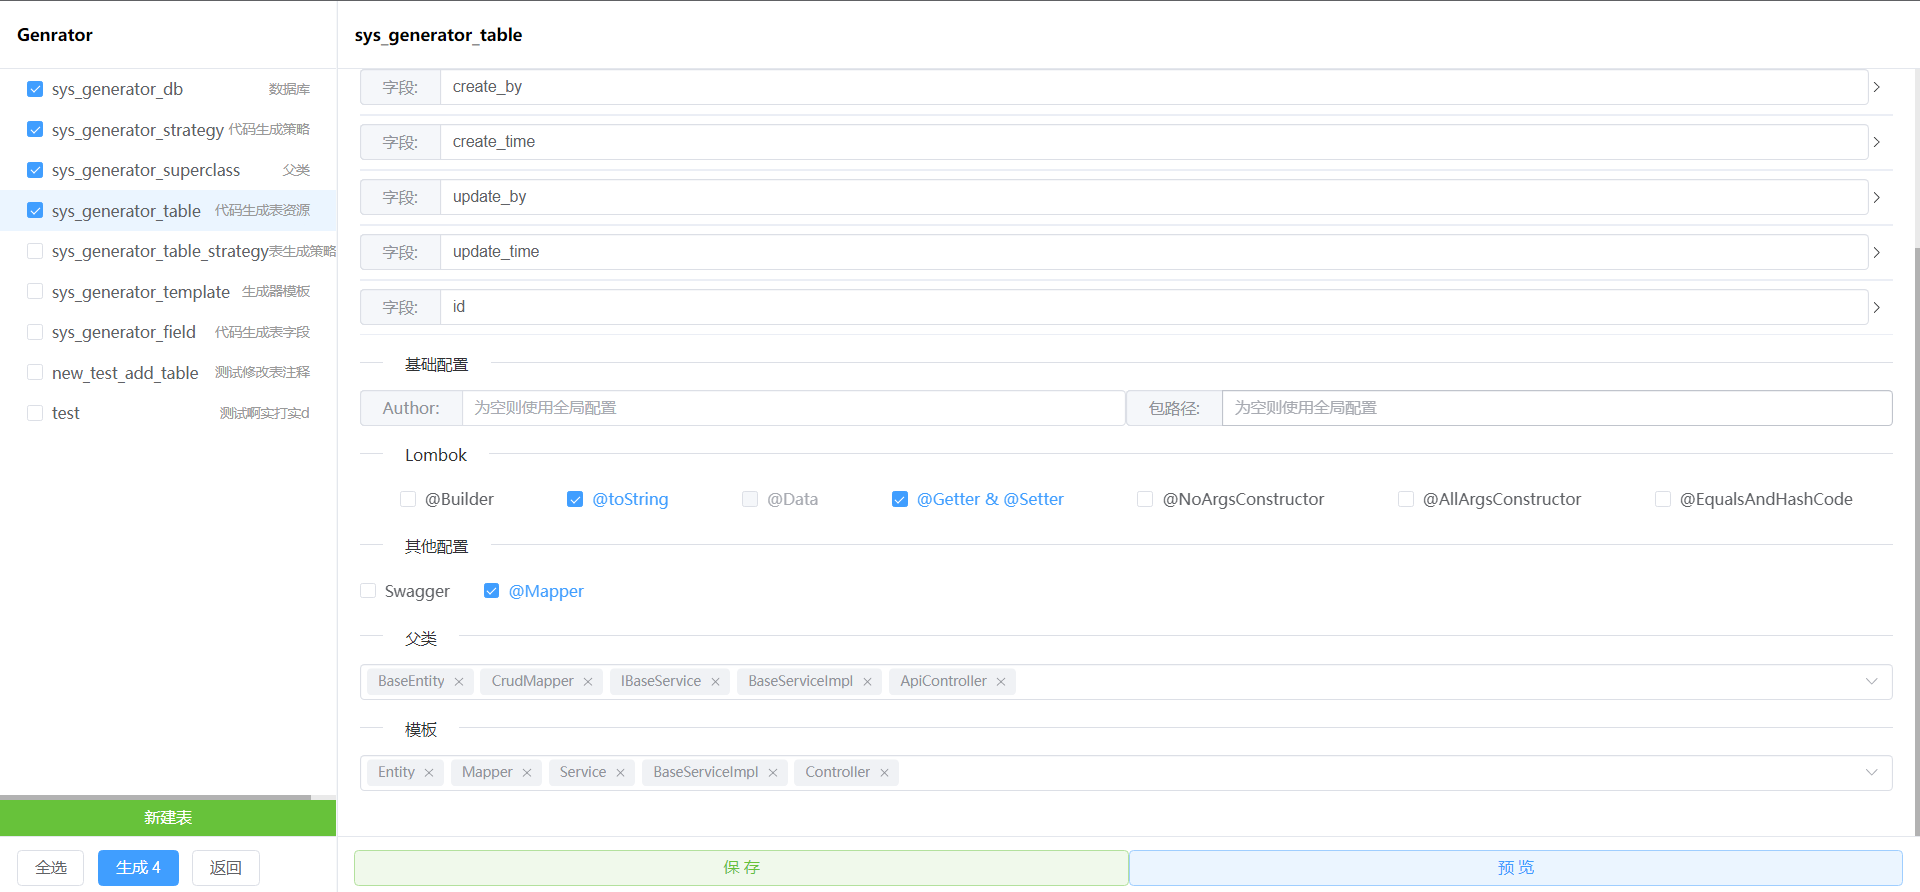 Genrator
sys_generator_db 数据库
sys_generator_strategy 代码生成策略
sys_generator_superclass 父类
sys_generator_table 代码生成表资源
sys_generator_table_strategy表生成策略
sys_generator_template 生成器模板
sys_generator_field 代码生成表字段
new_test_add_table 测试修改表注释
test 测试啊实打实d
新建表
全选 生成 4 返回
sys_generator_table
字段: create_by
字段: create_time
字段: update_by
字段: update_time
字段: id
基础配置
Author: 为空则使用全局配置 包路径: 为空则使用全局配置
Lombok
@Builder @toString @Data @Getter & @Setter @NoArgsConstructor @AllArgsConstructor @EqualsAndHashCode
其他配置
Swagger @Mapper
父类
BaseEntity CrudMapper IBaseService BaseServiceImpl ApiController
模板
Entity Mapper Service BaseServiceImpl Controller
保 存 预 览